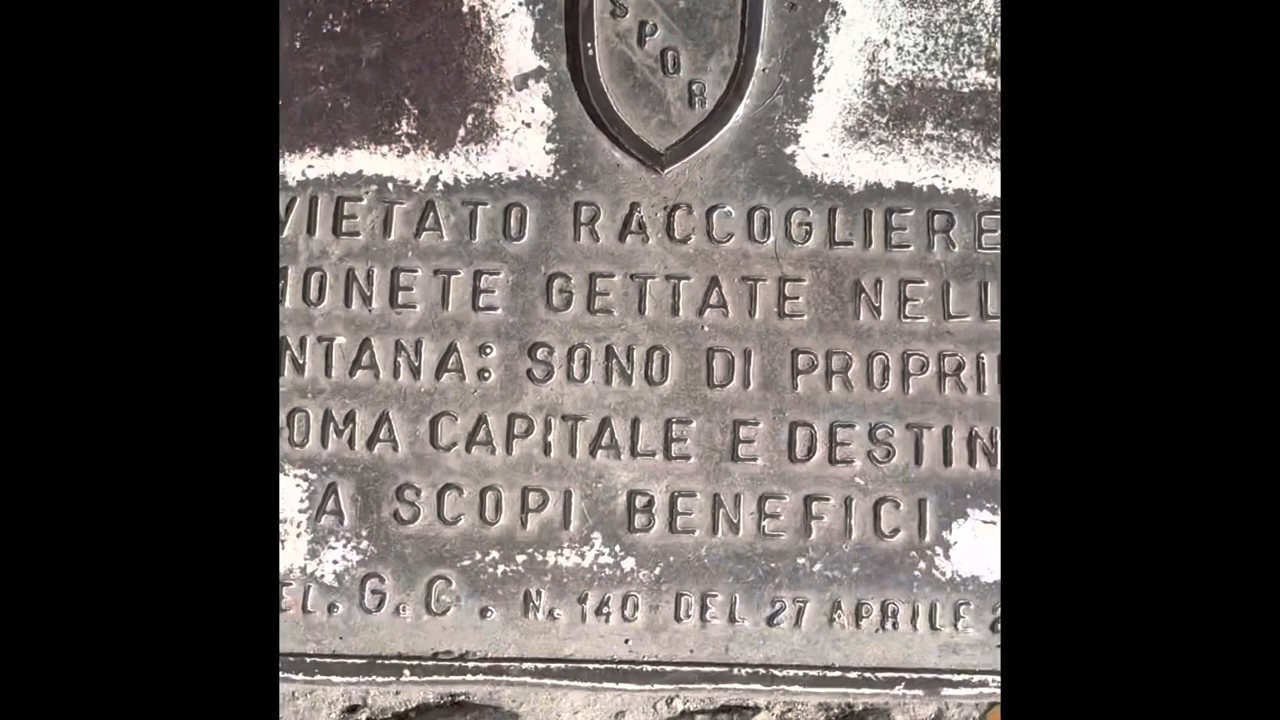 SPQR
VIETATO RACCOGLIERE
MONETE GETTATE NELL
NTANA: SONO DI PROPRI
OMA CAPITALE E DESTIN
A SCOPI BENEFICI
EL. G.C. N. 140 DEL 27 APRILE 2